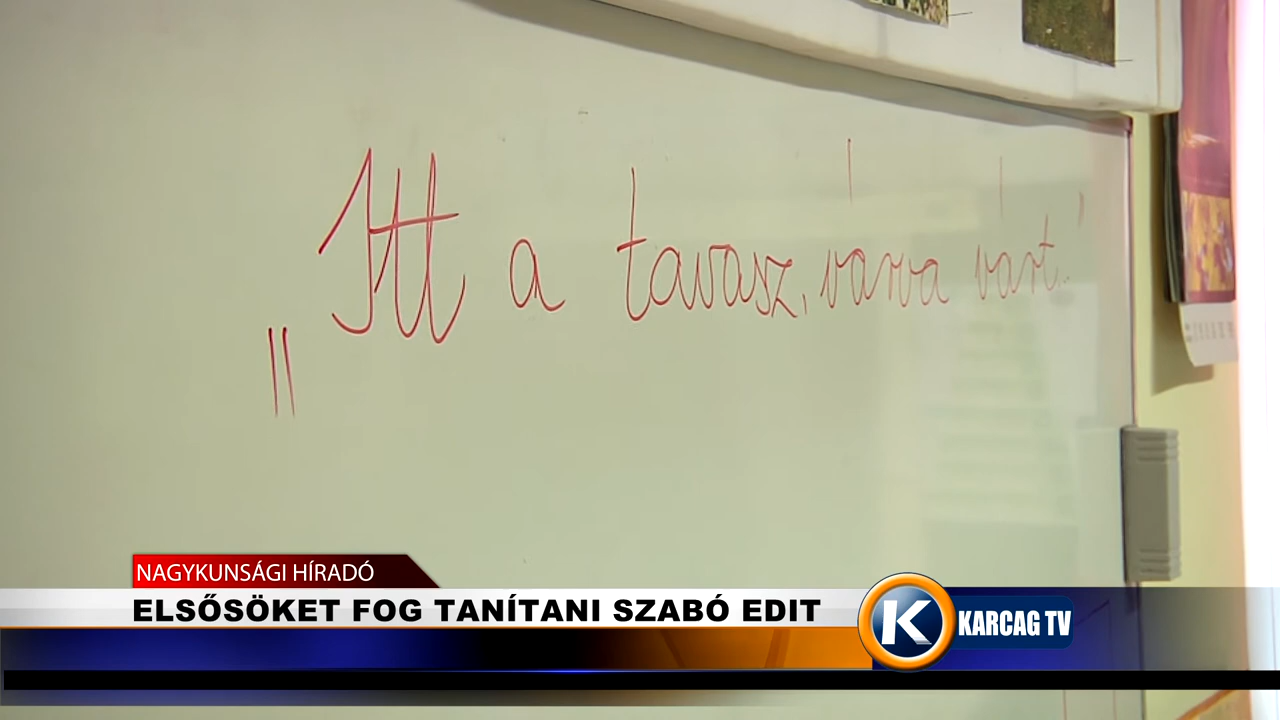 „Itt a tavasz, várva várt.”
NAGYKUNSÁGI HÍRADÓ
ELSŐSÖKET FOG TANÍTANI SZABÓ EDIT
K KARCAG TV